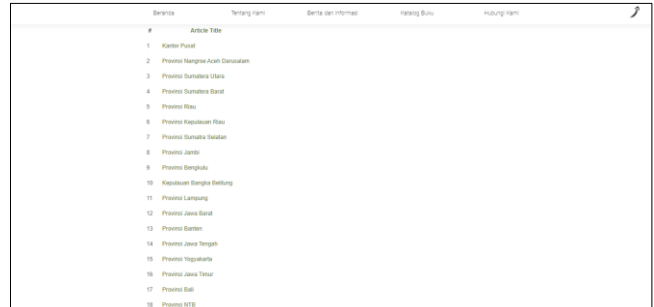 Beranda Tentang Kami Berita dan Informasi Katalog Buku Hubungi Kami
# Article Title
1 Kantor Pusat
2 Provinsi Nangroe Aceh Darusalam
3 Provinsi Sumatera Utara
4 Provinsi Sumatera Barat
5 Provinsi Riau
6 Provinsi Kepulauan Riau
7 Provinsi Sumatra Selatan
8 Provinsi Jambi
9 Provinsi Bengkulu
10 Kepulauan Bangka Belitung
11 Provinsi Lampung
12 Provinsi Jawa Barat
13 Provinsi Banten
14 Provinsi Jawa Tengah
15 Provinsi Yogyakarta
16 Provinsi Jawa Timur
17 Provinsi Bali
18 Provinsi NTB